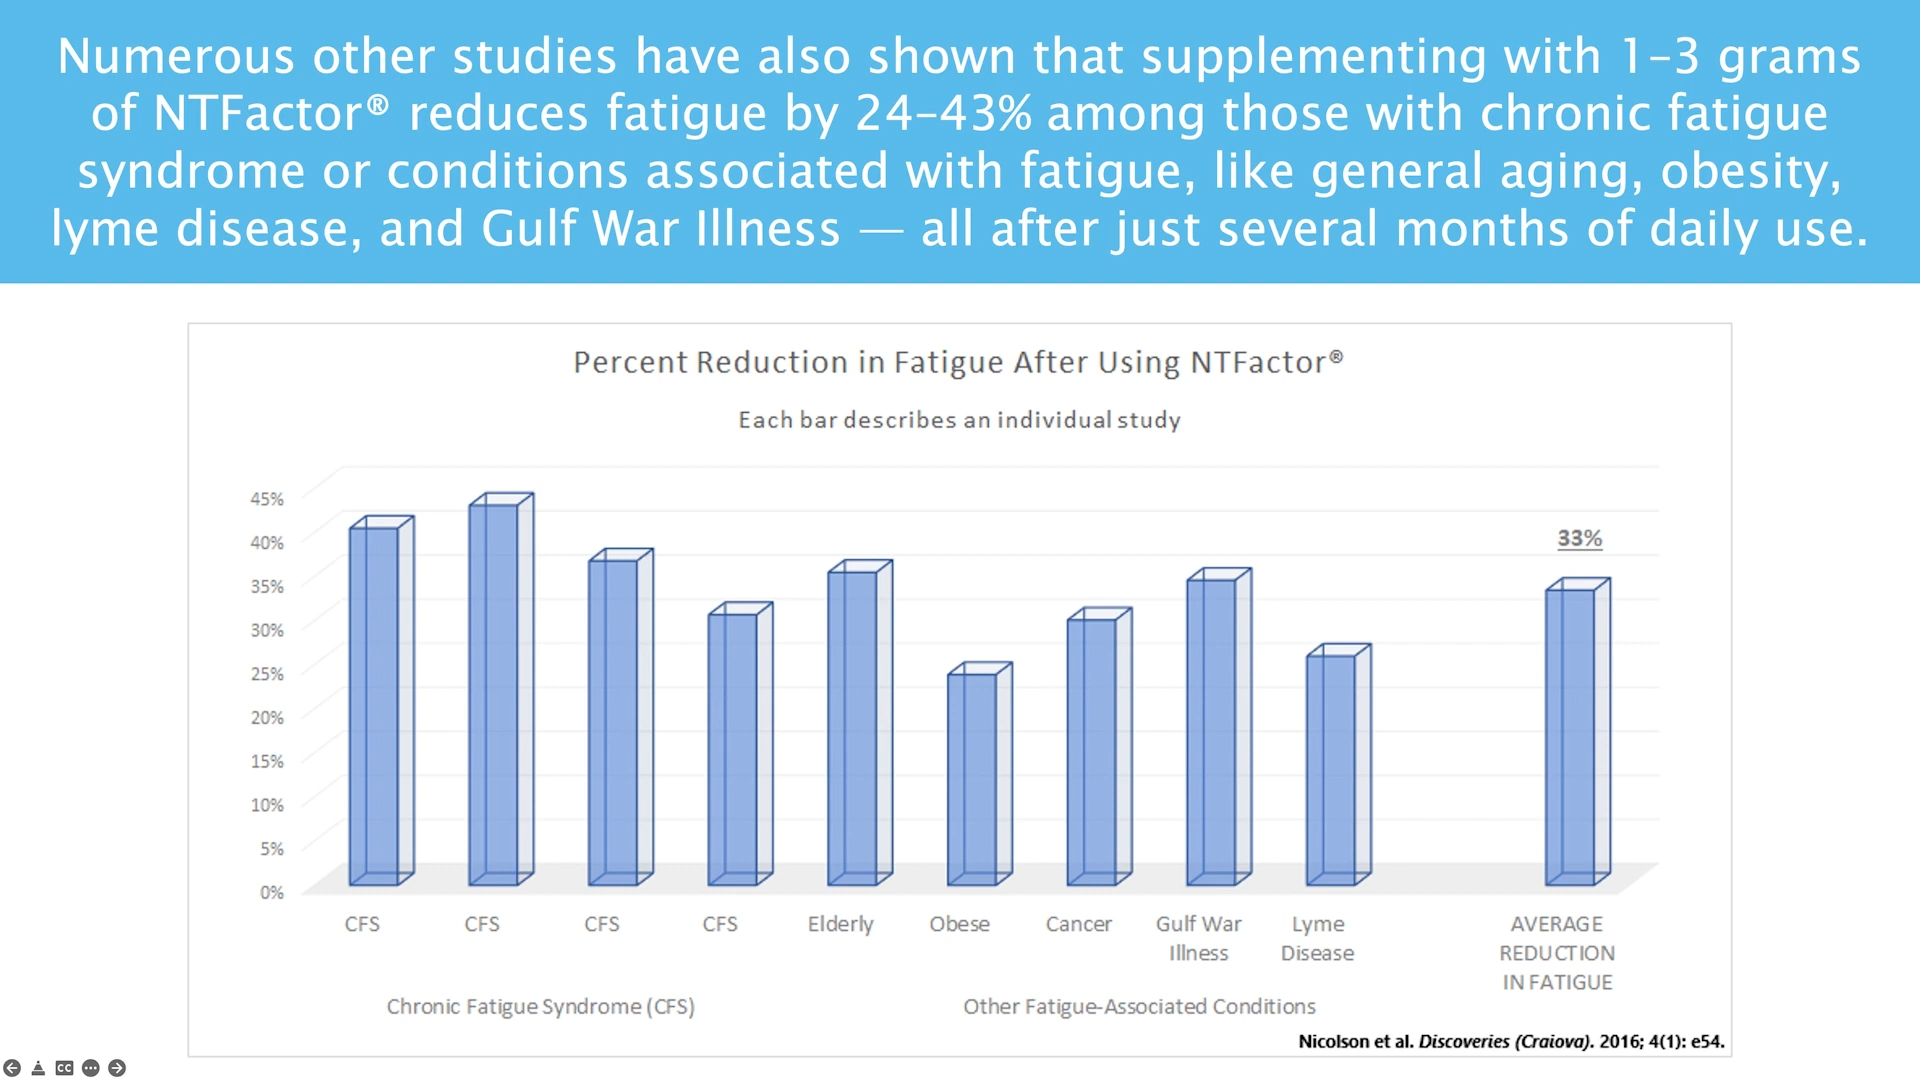 Numerous other studies have also shown that supplementing with 1–3 grams
of NTFactor® reduces fatigue by 24–43% among those with chronic fatigue
syndrome or conditions associated with fatigue, like general aging, obesity,
lyme disease, and Gulf War Illness — all after just several months of daily use.
Percent Reduction in Fatigue After Using NTFactor®
Each bar describes an individual study
45%
40%
35%
30%
25%
20%
15%
10%
5%
0%
33%
CFS CFS CFS CFS Elderly Obese Cancer Gulf War Lyme AVERAGE
Illness Disease REDUCTION
IN FATIGUE
Chronic Fatigue Syndrome (CFS) Other Fatigue-Associated Conditions
Nicolson et al. Discoveries (Craiova). 2016; 4(1): e54.
CC